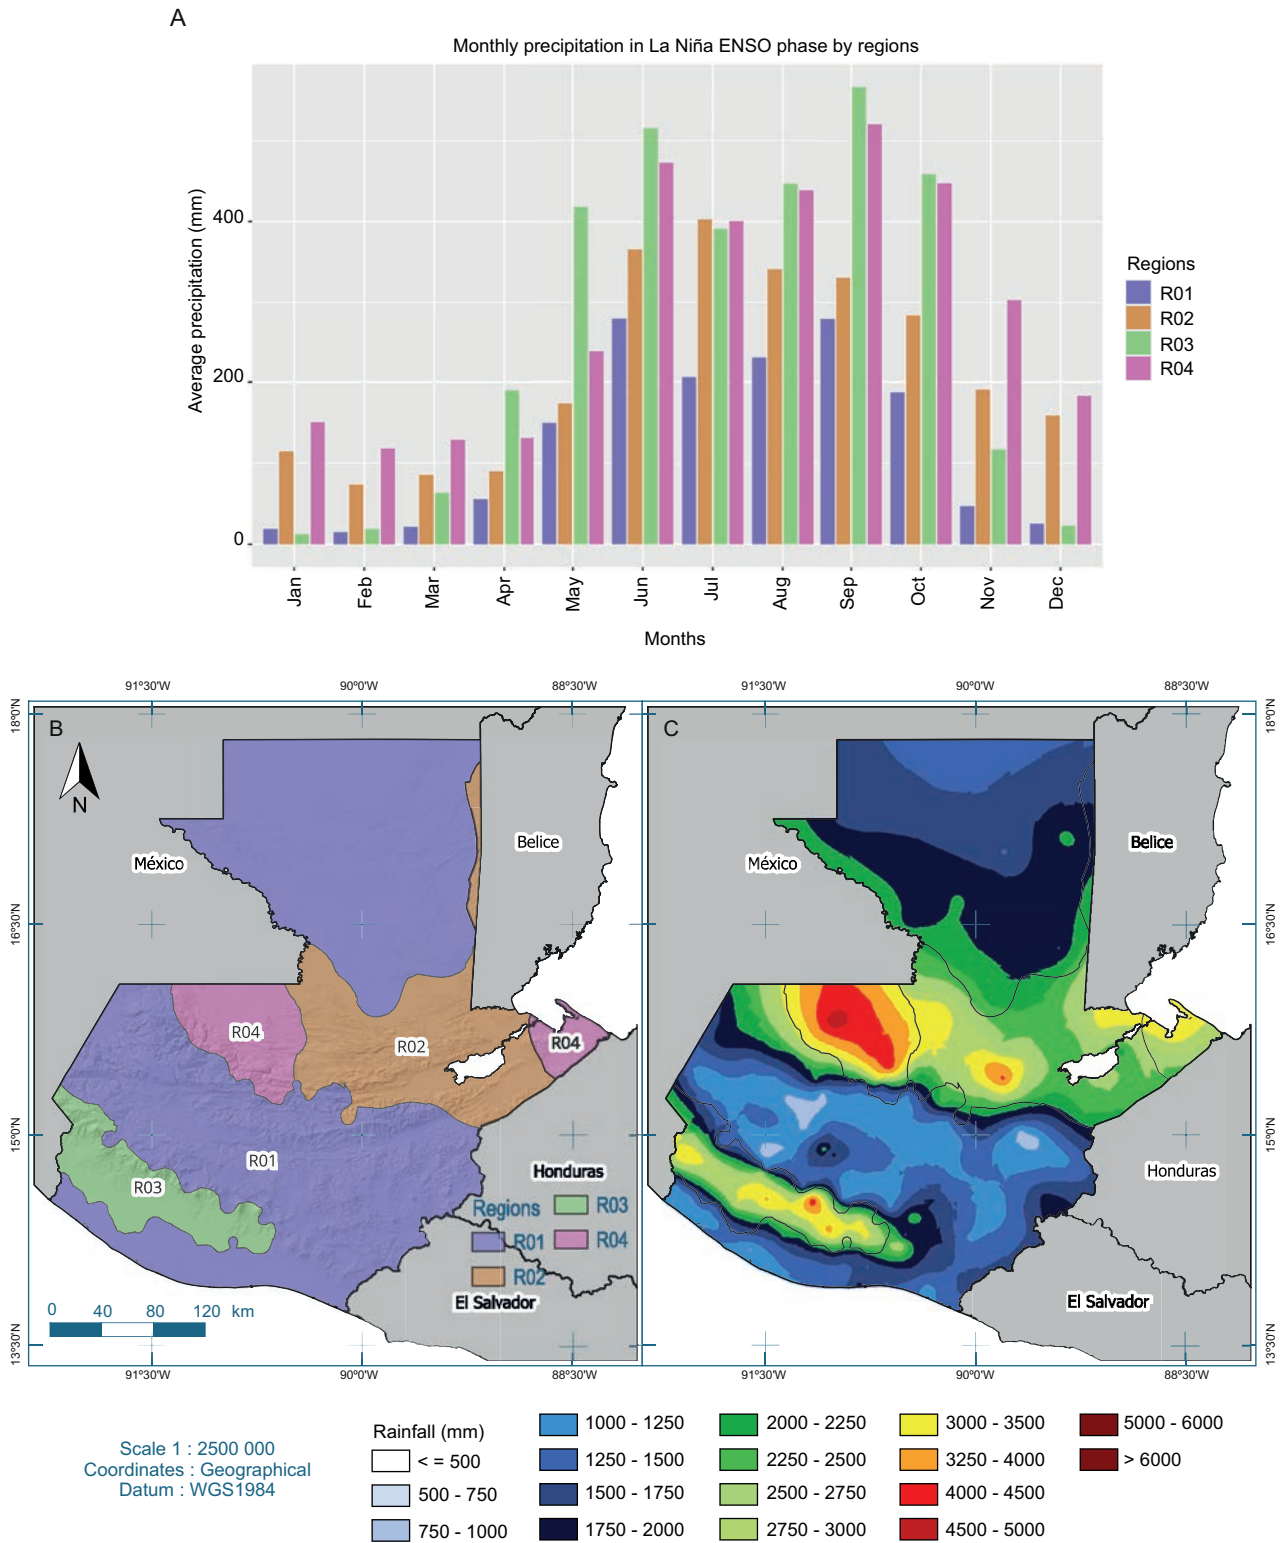 A
Monthly precipitation in La Niña ENSO phase by regions
Average precipitation (mm)
400
200
0
Jan Feb Mar Apr May Jun Jul Aug Sep Oct Nov Dec
Months
Regions
R01
R02
R03
R04
91°30'W 90°0'W 88°30'W 91°30'W 90°0'W 88°30'W
18°0'N 18°0'N
16°30'N 16°30'N
15°0'N 15°0'N
13°30'N 13°30'N
B
N
México
Belice
R04
R02
R04
R01
R03
Honduras
Regions
R03
R01
R04
R02
El Salvador
0 40 80 120 km
C
México
Belice
Honduras
El Salvador
91°30'W 90°0'W 88°30'W 91°30'W 90°0'W 88°30'W
Scale 1 : 2500 000
Coordinates : Geographical
Datum : WGS1984
Rainfall (mm)
< = 500
500 - 750
750 - 1000
1000 - 1250
1250 - 1500
1500 - 1750
1750 - 2000
2000 - 2250
2250 - 2500
2500 - 2750
2750 - 3000
3000 - 3500
3250 - 4000
4000 - 4500
4500 - 5000
5000 - 6000
> 6000